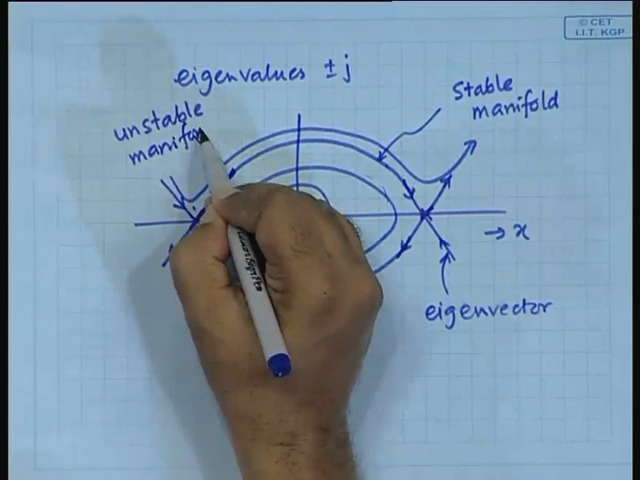 © CET
I.I.T. KGP
eigenvalues ± j
Stable
manifold
unstable
→ x
eigenvector